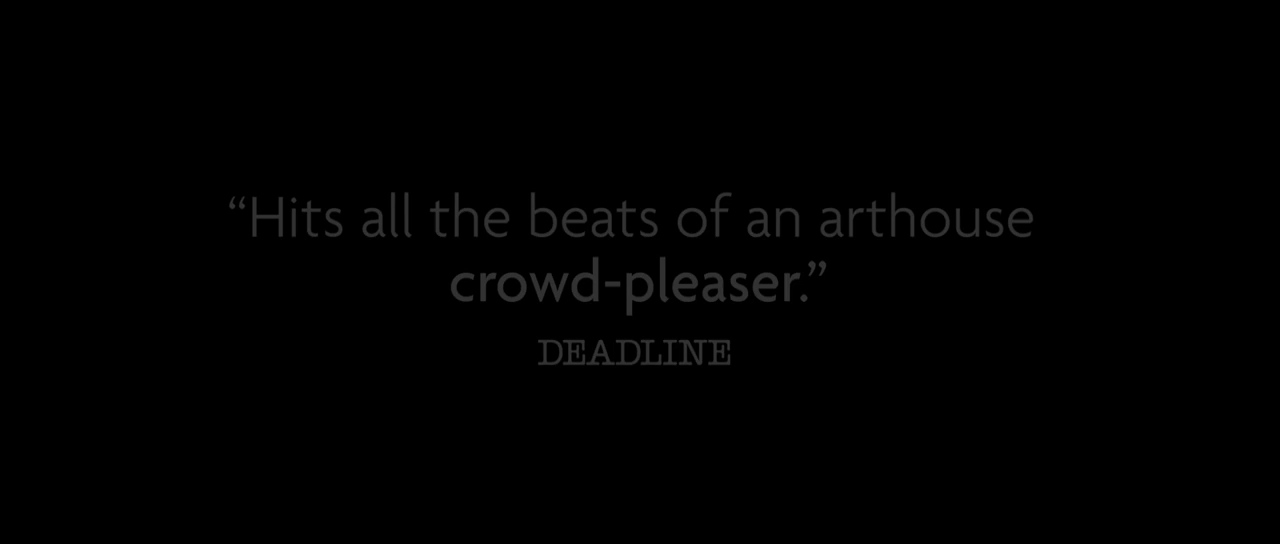 “Hits all the beats of an arthouse
crowd-pleaser.”
DEADLINE